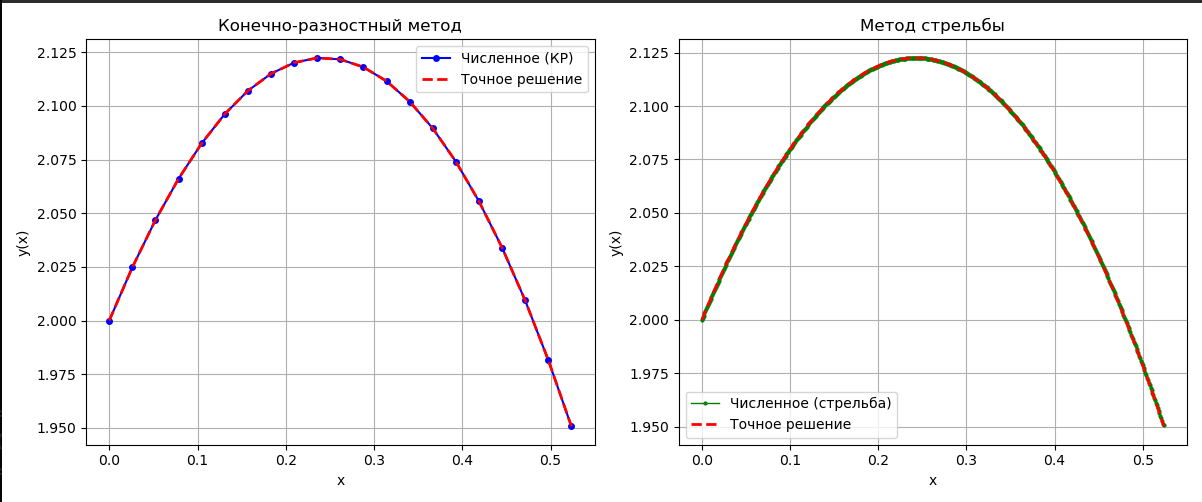 Конечно-разностный метод
Численное (КР)
Точное решение
2.125
2.100
2.075
2.050
2.025
2.000
1.975
1.950
y(x)
0.0 0.1 0.2 0.3 0.4 0.5
x
Метод стрельбы
Численное (стрельба)
Точное решение
2.125
2.100
2.075
2.050
2.025
2.000
1.975
1.950
y(x)
0.0 0.1 0.2 0.3 0.4 0.5
x